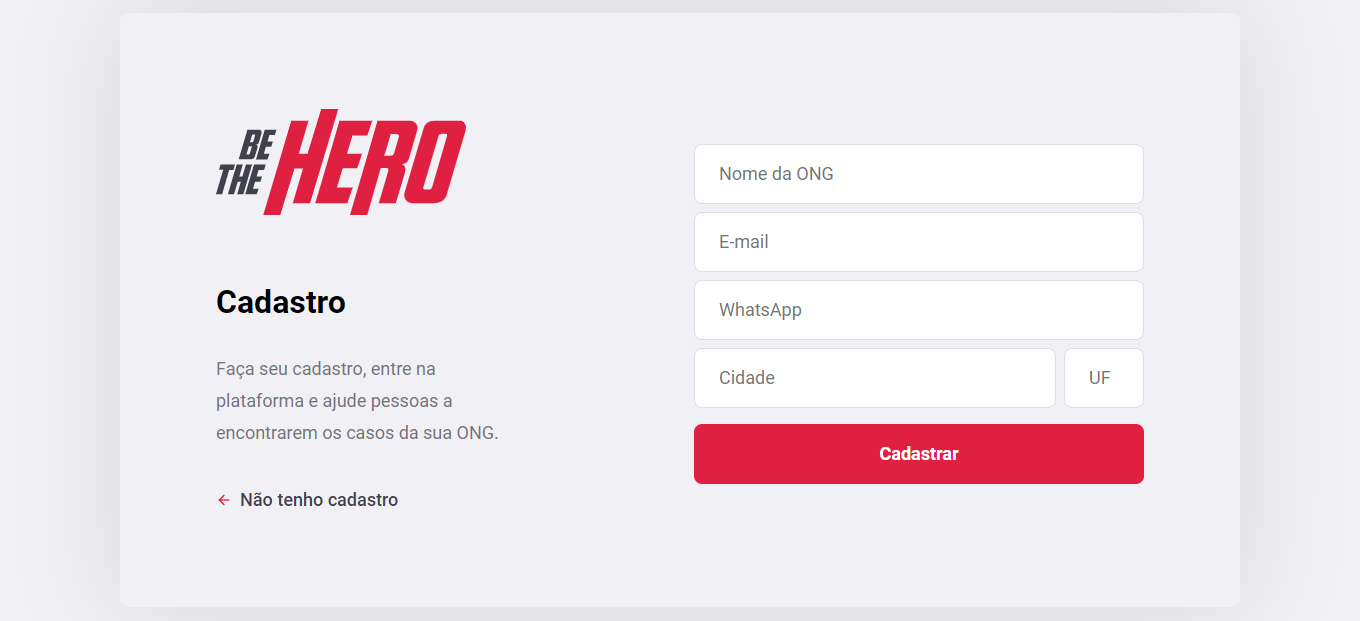 BE
THE HERO
Cadastro
Faça seu cadastro, entre na
plataforma e ajude pessoas a
encontrarem os casos da sua ONG.
Não tenho cadastro
Nome da ONG
E-mail
WhatsApp
Cidade
UF
Cadastrar